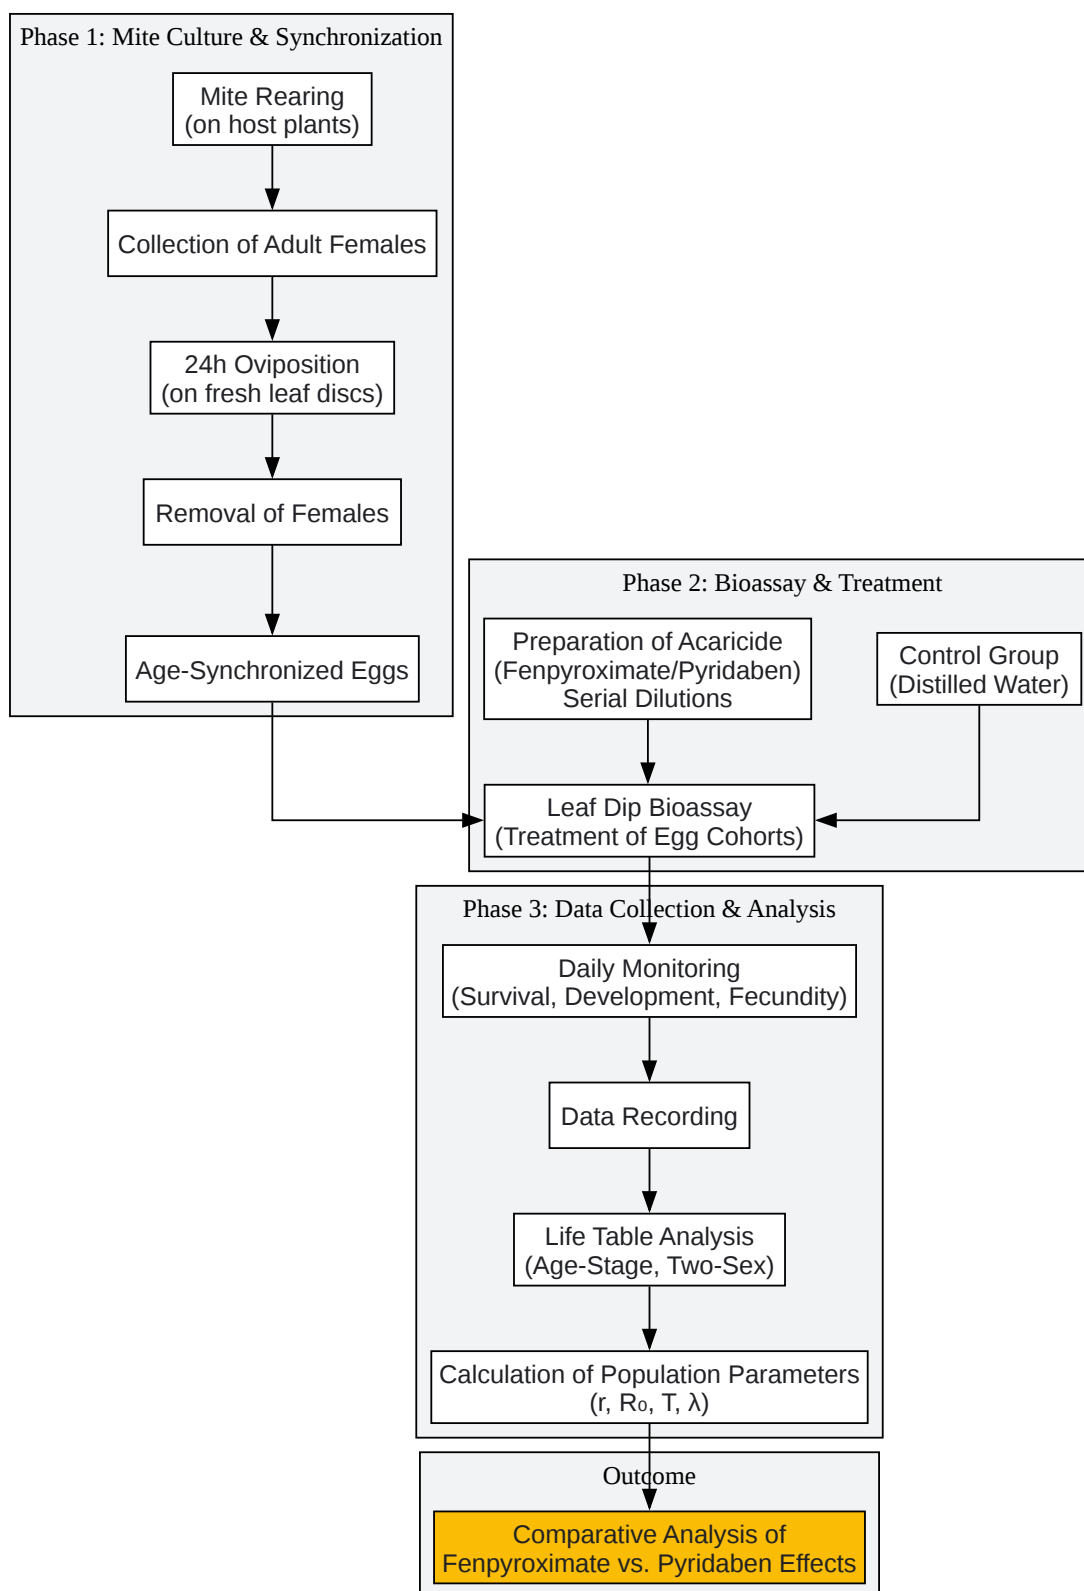 Phase 1: Mite Culture & Synchronization
Mite Rearing
(on host plants)
Collection of Adult Females
24h Oviposition
(on fresh leaf discs)
Removal of Females
Age-Synchronized Eggs
Phase 2: Bioassay & Treatment
Preparation of Acaricide
(Fenpyroximate/Pyridaben)
Serial Dilutions
Control Group
(Distilled Water)
Leaf Dip Bioassay
(Treatment of Egg Cohorts)
Phase 3: Data Collection & Analysis
Daily Monitoring
(Survival, Development, Fecundity)
Data Recording
Life Table Analysis
(Age-Stage, Two-Sex)
Calculation of Population Parameters
(r, R₀, T, λ)
Outcome
Comparative Analysis of
Fenpyroximate vs. Pyridaben Effects